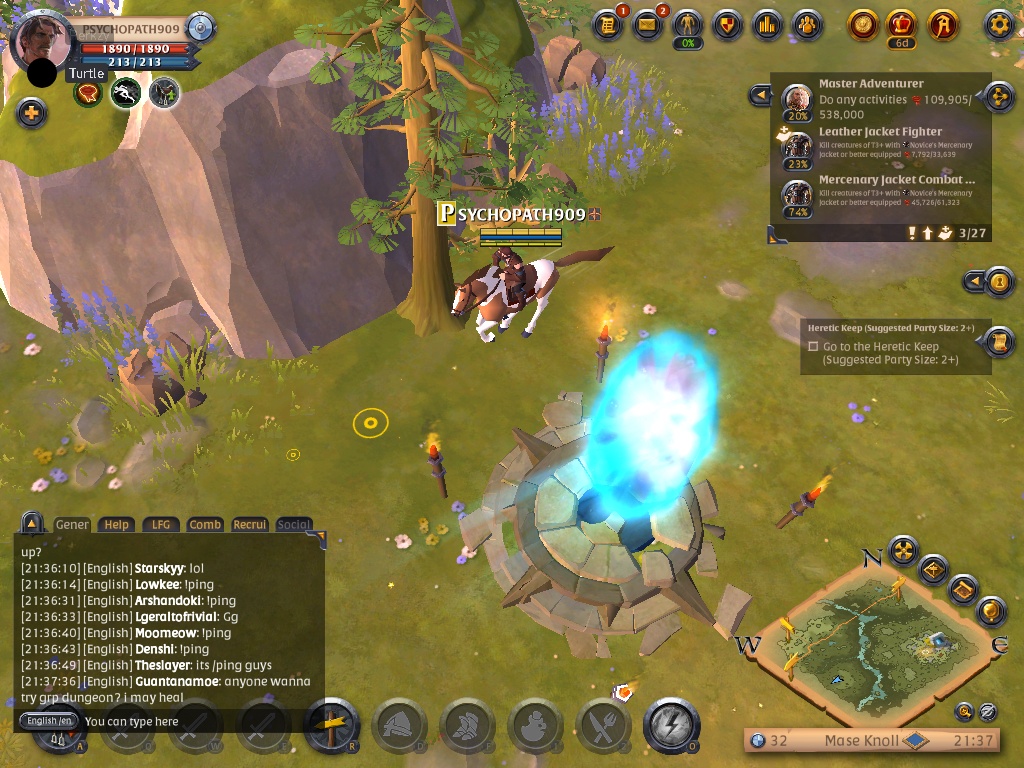 PSYCHOPATH909
1890 / 1890
213 / 213
Turtle
1
2
0%
6d
Master Adventurer
Do any activities 109,905/
538,000
20%
Leather Jacket Fighter
Kill creatures of T3+ with Novice's Mercenary
Jacket or better equipped 7,792/33,639
23%
Mercenary Jacket Combat ...
Kill creatures of T3+ with Novice's Mercenary
Jacket or better equipped 45,726/61,323
74%
3/27
PSYCHOPATH909
Heretic Keep (Suggested Party Size: 2+)
Go to the Heretic Keep
(Suggested Party Size: 2+)
Gener Help LFG Comb Recrui Social
up?
[21:36:10] [English] Starskyy: lol
[21:36:14] [English] Lowkee: !ping
[21:36:31] [English] Arshandoki: !ping
[21:36:33] [English] Lgeraltofrivial: Gg
[21:36:40] [English] Moomeow: !ping
[21:36:43] [English] Denshi: !ping
[21:36:49] [English] Theslayer: its /ping guys
[21:37:36] [English] Guantanamoe: anyone wanna
try grp dungeon? i may heal
English /en You can type here
A Q W E R D F O
N
W E
32 Mase Knoll 21:37